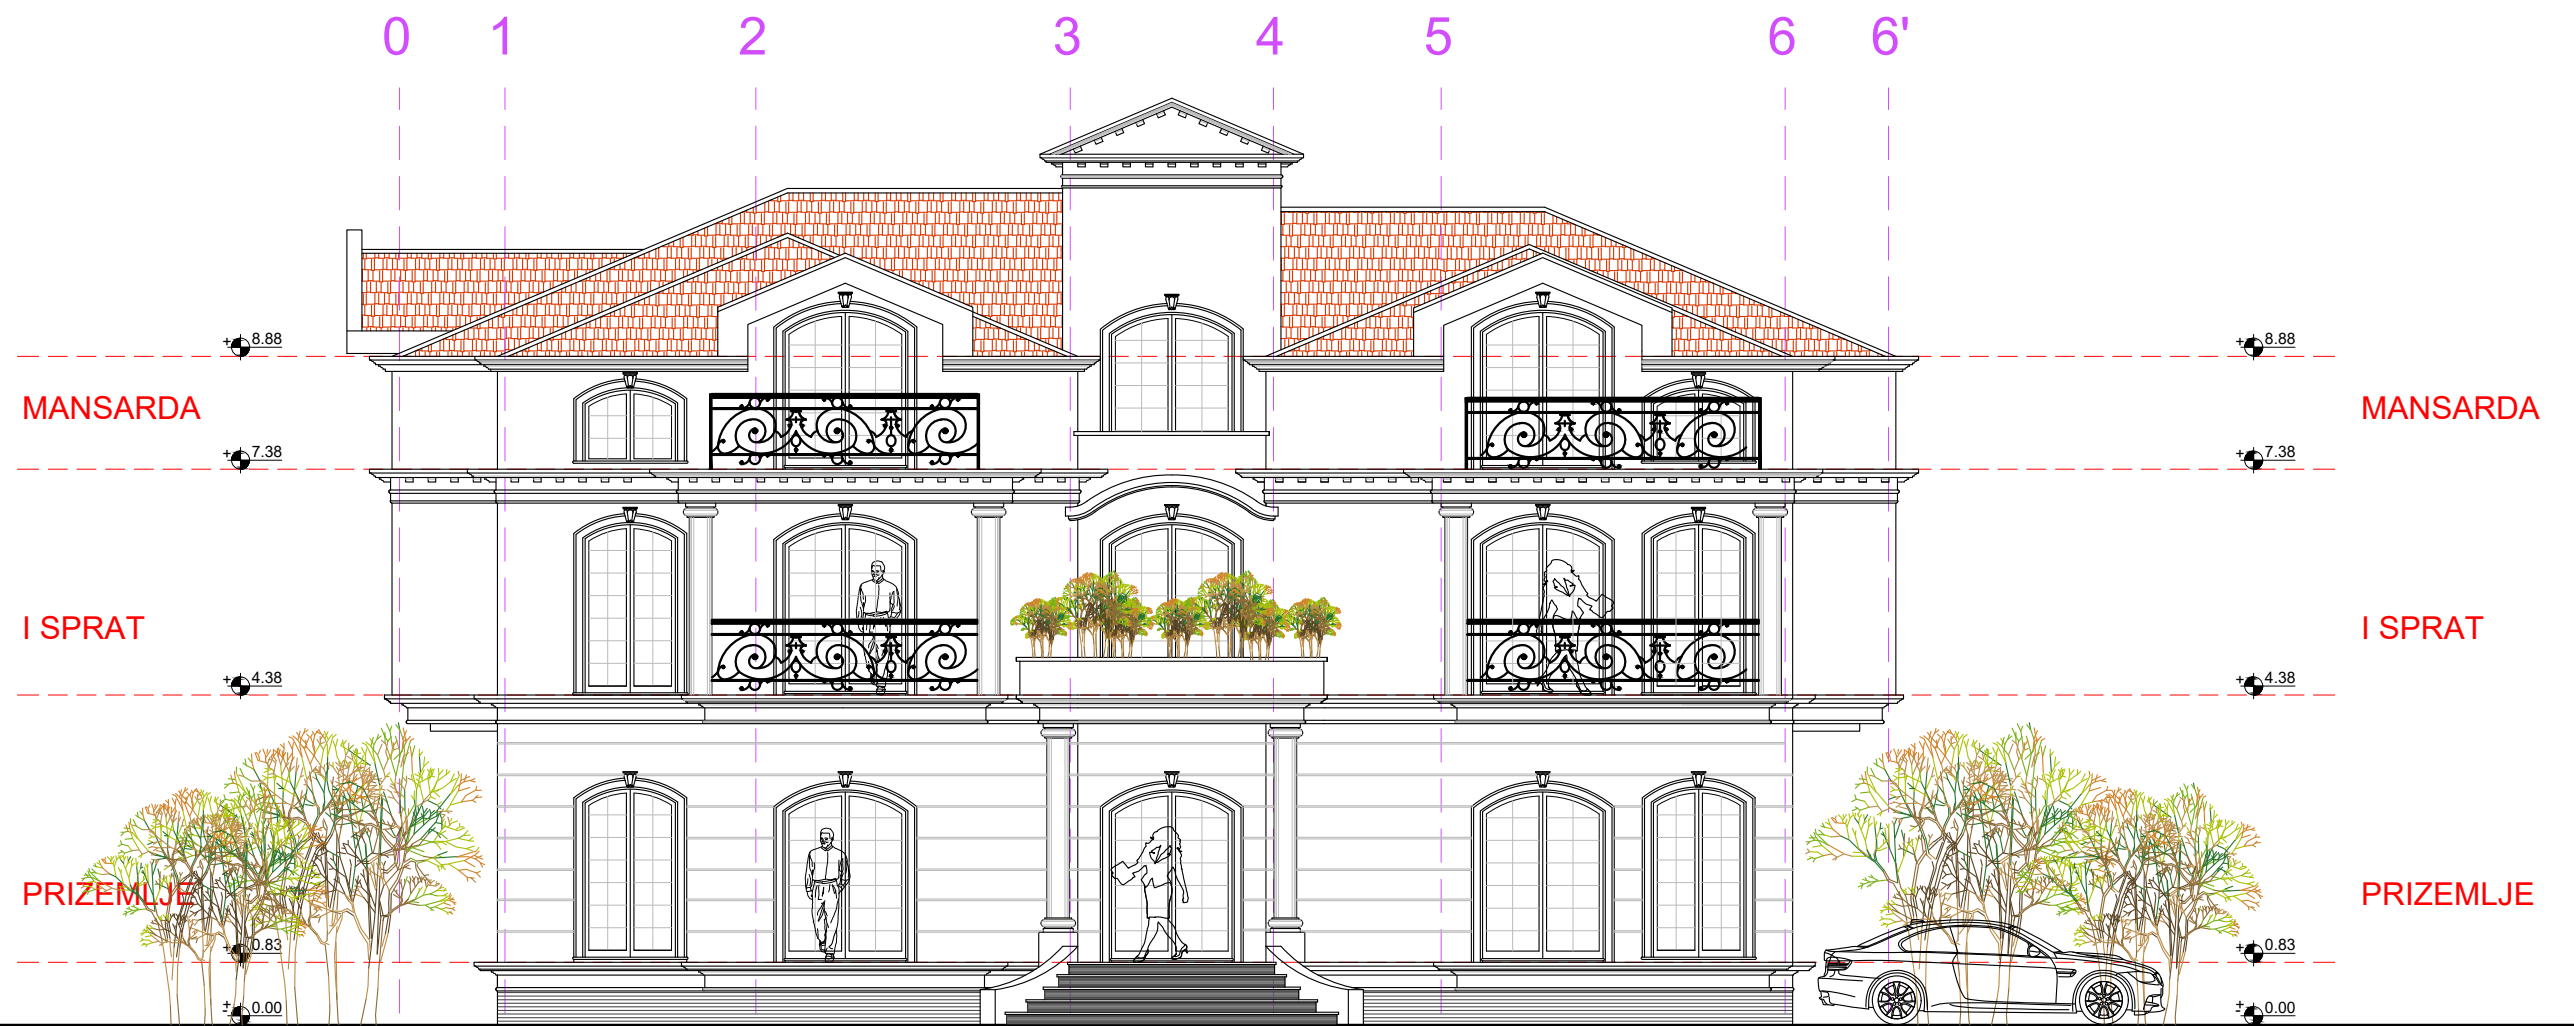 0 1 2 3 4 5 6 6'
+ 8.88 + 8.88
MANSARDA MANSARDA
+ 7.38 + 7.38
I SPRAT I SPRAT
+ 4.38 + 4.38
PRIZEMLJE PRIZEMLJE
+ 0.83 + 0.83
± 0.00 ± 0.00